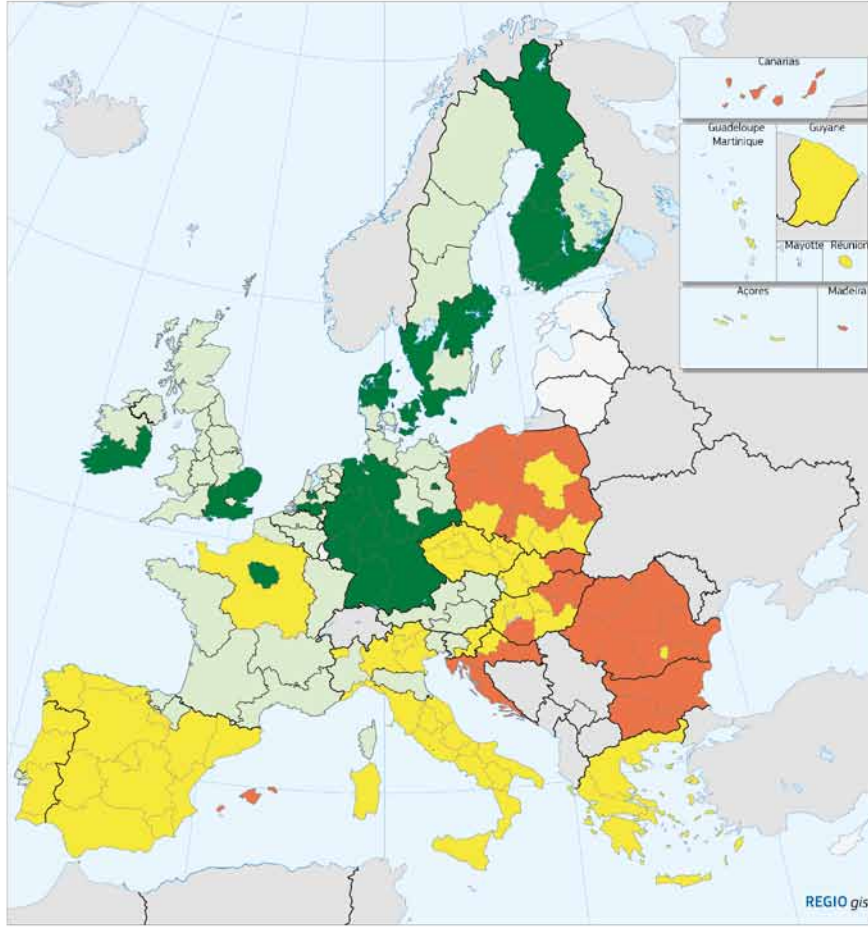 Canarias
Guadeloupe
Martinique
Guyane
Mayotte
Réunion
Açores
Madeira
REGIO gis